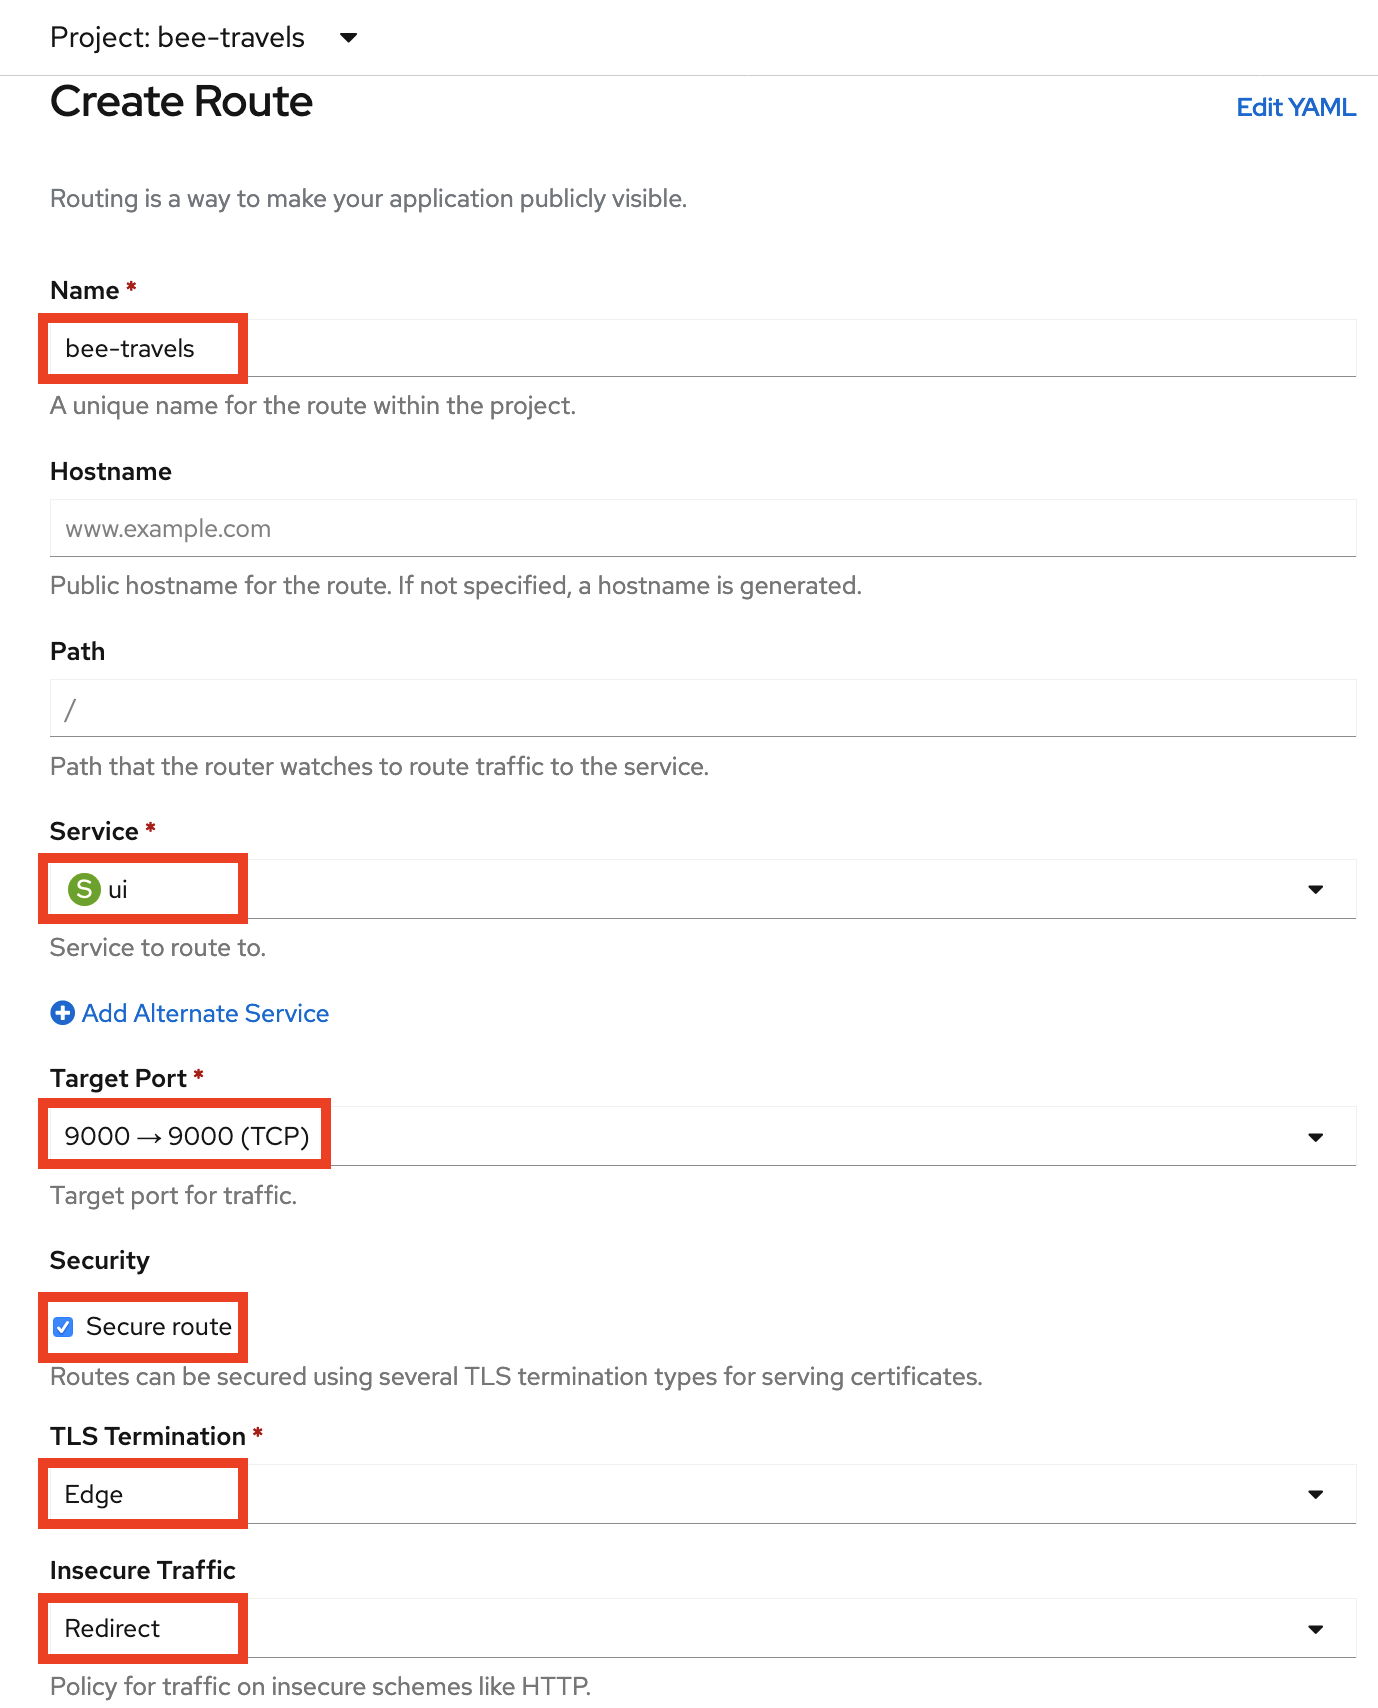 Project: bee-travels
Create Route
Edit YAML
Routing is a way to make your application publicly visible.
Name *
bee-travels
A unique name for the route within the project.
Hostname
www.example.com
Public hostname for the route. If not specified, a hostname is generated.
Path
/
Path that the router watches to route traffic to the service.
Service *
S ui
Service to route to.
Add Alternate Service
Target Port *
9000 → 9000 (TCP)
Target port for traffic.
Security
Secure route
Routes can be secured using several TLS termination types for serving certificates.
TLS Termination *
Edge
Insecure Traffic
Redirect
Policy for traffic on insecure schemes like HTTP.